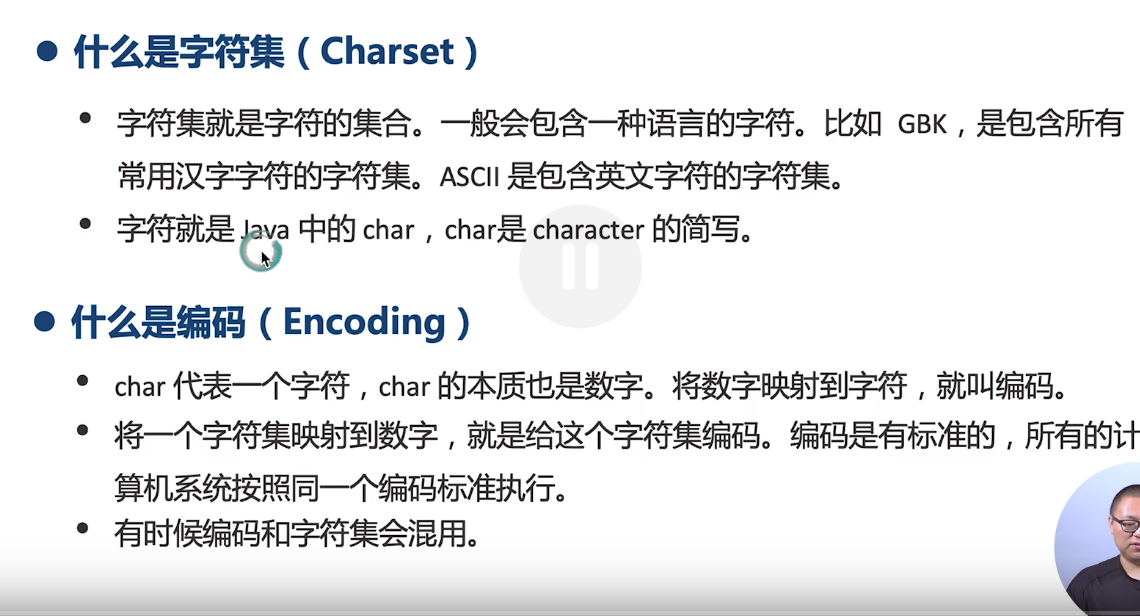 什么是字符集（Charset）
字符集就是字符的集合。一般会包含一种语言的字符。比如 GBK，是包含所有
常用汉字字符的字符集。ASCII 是包含英文字符的字符集。
字符就是 Java 中的 char，char是 character 的简写。
什么是编码（Encoding）
char 代表一个字符，char 的本质也是数字。将数字映射到字符，就叫编码。
将一个字符集映射到数字，就是给这个字符集编码。编码是有标准的，所有的计
算机系统按照同一个编码标准执行。
有时候编码和字符集会混用。